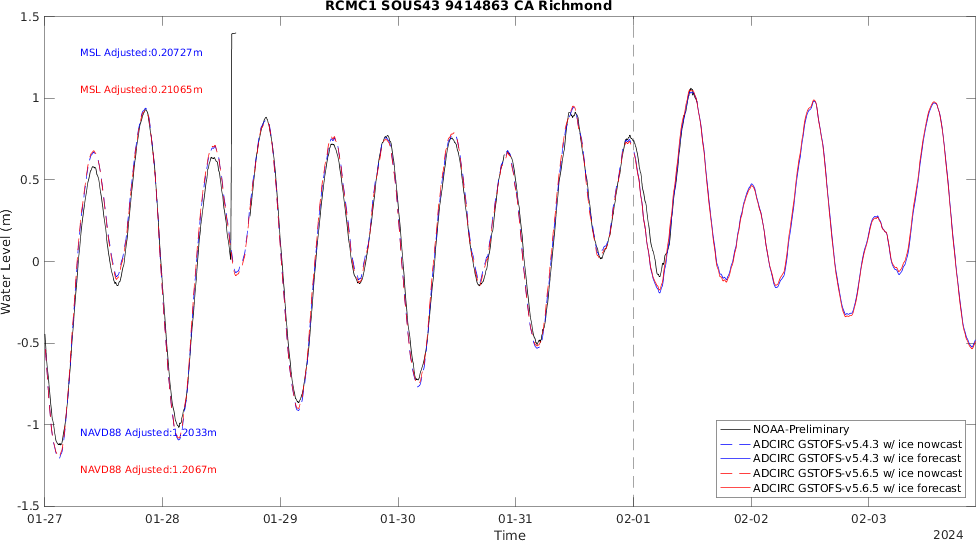 RCMC1 SOUS43 9414863 CA Richmond
1.5
MSL Adjusted:0.20727m
MSL Adjusted:0.21065m
1
0.5
0
Water Level (m)
-0.5
-1
NAVD88 Adjusted:1.2033m
NAVD88 Adjusted:1.2067m
-1.5
NOAA-Preliminary
ADCIRC GSTOFS-v5.4.3 w/ ice nowcast
ADCIRC GSTOFS-v5.4.3 w/ ice forecast
ADCIRC GSTOFS-v5.6.5 w/ ice nowcast
ADCIRC GSTOFS-v5.6.5 w/ ice forecast
01-27 01-28 01-29 01-30 01-31 02-01 02-02 02-03
Time
2024